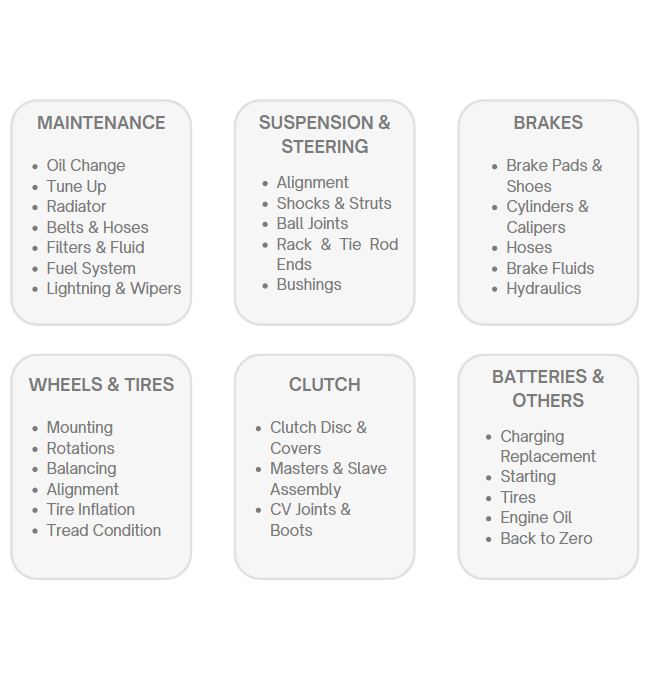 MAINTENANCE
• Oil Change
• Tune Up
• Radiator
• Belts & Hoses
• Filters & Fluid
• Fuel System
• Lightning & Wipers
SUSPENSION &
STEERING
• Alignment
• Shocks & Struts
• Ball Joints
• Rack & Tie Rod
Ends
• Bushings
BRAKES
• Brake Pads &
Shoes
• Cylinders &
• Calipers
• Hoses
• Brake Fluids
• Hydraulics
WHEELS & TIRES
• Mounting
• Rotations
• Balancing
• Alignment
• Tire Inflation
• Tread Condition
CLUTCH
• Clutch Disc &
Covers
• Masters & Slave
Assembly
• CV Joints &
Boots
BATTERIES &
OTHERS
• Charging
Replacement
• Starting
• Tires
• Engine Oil
• Back to Zero